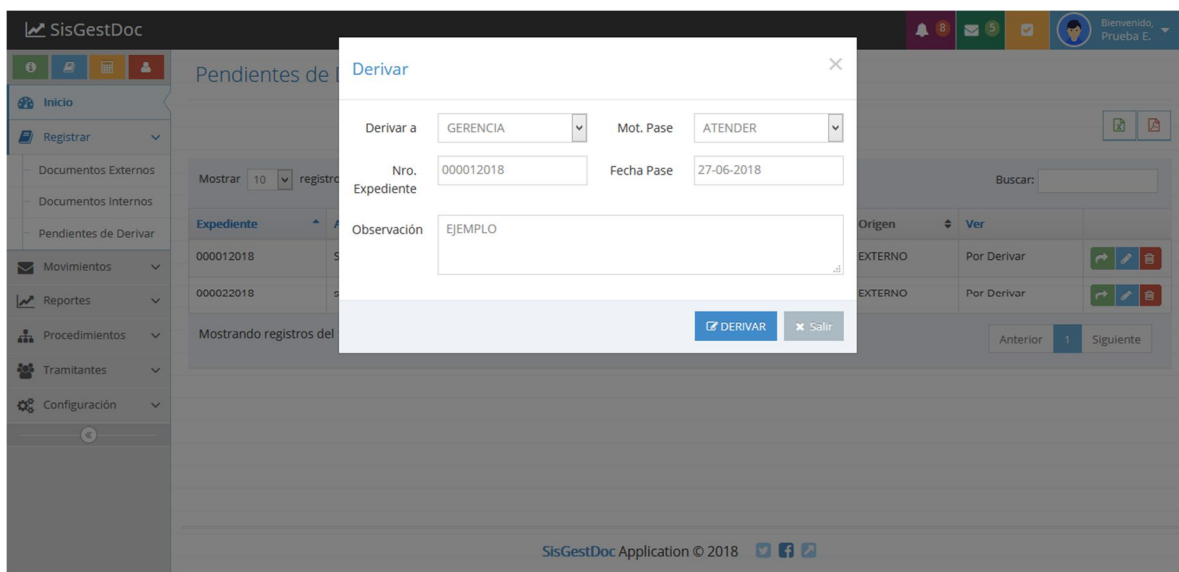 SisGestDoc
8
5
Bienvenido,
Prueba E.
Inicio
Registrar
Documentos Externos
Documentos Internos
Pendientes de Derivar
Movimientos
Reportes
Procedimientos
Tramitantes
Configuración
Pendientes de
Derivar
Derivar a GERENCIA Mot. Pase ATENDER
Nro. Expediente 000012018 Fecha Pase 27-06-2018
Observación EJEMPLO
DERIVAR Salir
Mostrar 10 Buscar:
Expediente Origen Ver
000012018 EXTERNO Por Derivar
000022018 EXTERNO Por Derivar
Mostrando registros del Anterior 1 Siguiente
SisGestDoc Application © 2018